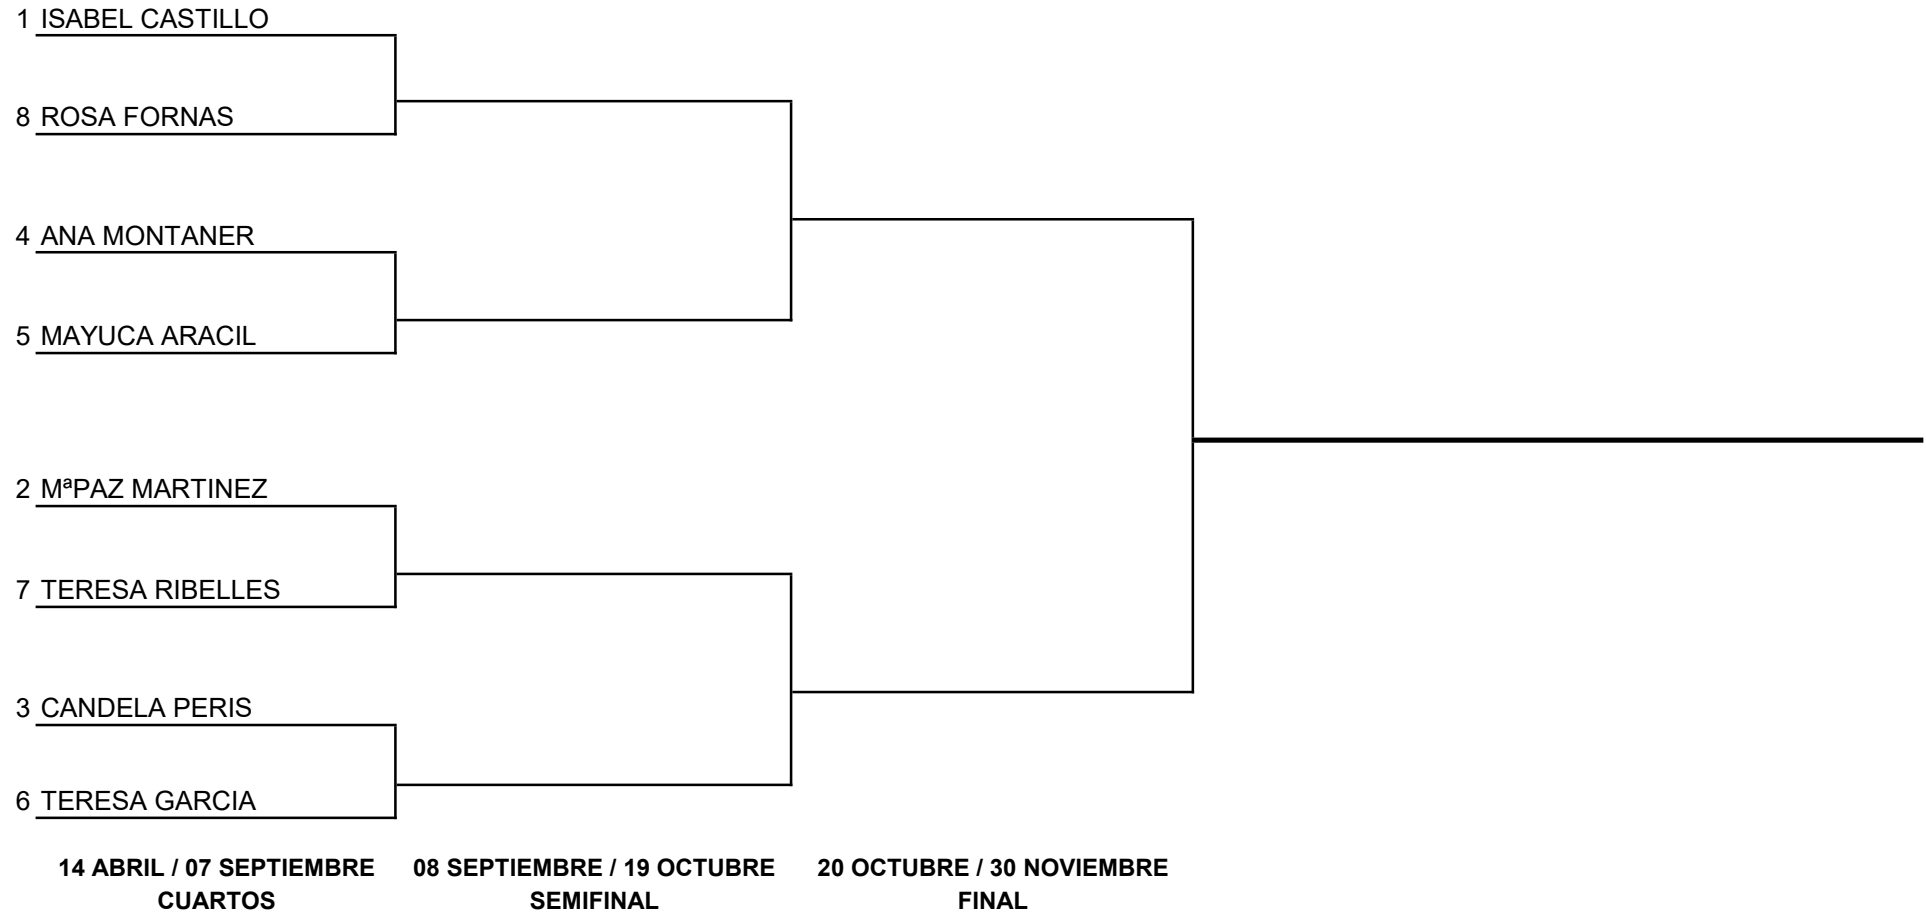 1 ISABEL CASTILLO
8 ROSA FORNAS
4 ANA MONTANER
5 MAYUCA ARACIL
2 MªPAZ MARTINEZ
7 TERESA RIBELLES
3 CANDELA PERIS
6 TERESA GARCIA
14 ABRIL / 07 SEPTIEMBRE 08 SEPTIEMBRE / 19 OCTUBRE 20 OCTUBRE / 30 NOVIEMBRE
CUARTOS SEMIFINAL FINAL